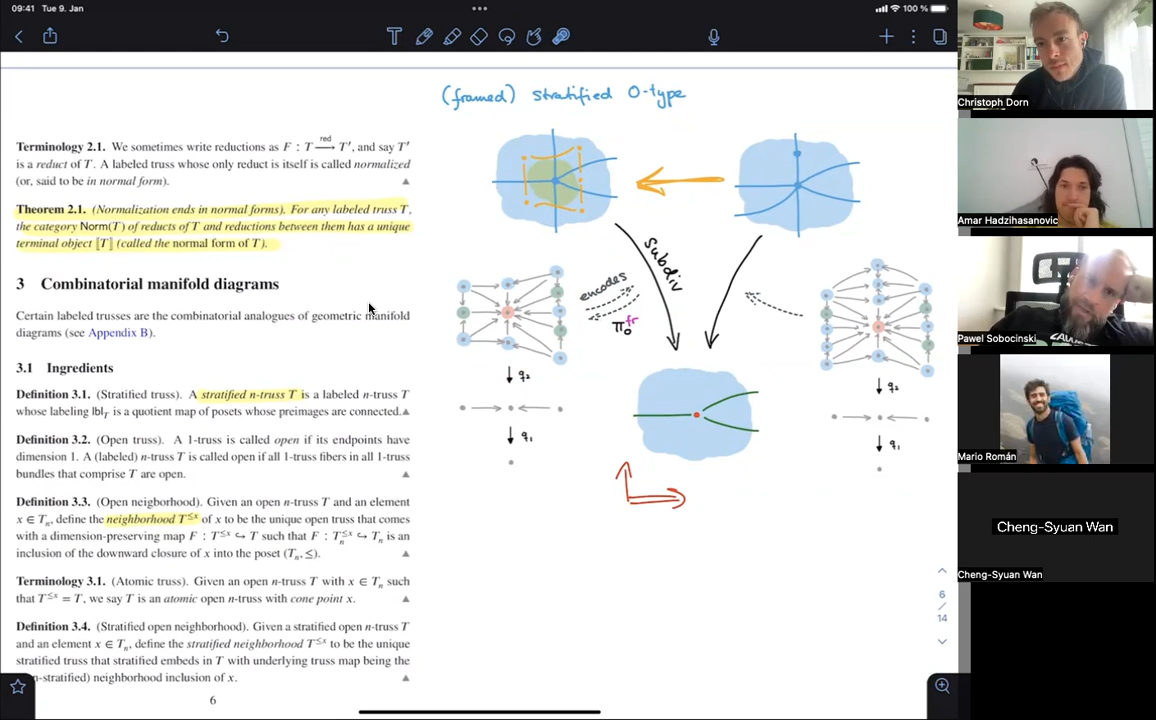 09:41 Tue 9. Jan
100 %
(framed) stratified 0-type
Terminology 2.1. We sometimes write reductions as F : T —red→ T′, and say T′
is a reduct of T. A labeled truss whose only reduct is itself is called normalized
(or, said to be in normal form). ▲
Theorem 2.1. (Normalization ends in normal forms). For any labeled truss T,
the category Norm(T) of reducts of T and reductions between them has a unique
terminal object ⟦T⟧ (called the normal form of T).
3 Combinatorial manifold diagrams
Certain labeled trusses are the combinatorial analogues of geometric manifold
diagrams (see Appendix B).
3.1 Ingredients
Definition 3.1. (Stratified truss). A stratified n-truss T is a labeled n-truss T
whose labeling lbl_T is a quotient map of posets whose preimages are connected.▲
Definition 3.2. (Open truss). A 1-truss is called open if its endpoints have
dimension 1. A (labeled) n-truss T is called open if all 1-truss fibers in all 1-truss
bundles that comprise T are open. ▲
Definition 3.3. (Open neigborhood). Given an open n-truss T and an element
x ∈ T_n, define the neighborhood T^≤x of x to be the unique open truss that comes
with a dimension-preserving map F : T^≤x ↪ T such that F : T_n^≤x ↪ T_n is an
inclusion of the downward closure of x into the poset (T_n, ≤). ▲
Terminology 3.1. (Atomic truss). Given an open n-truss T with x ∈ T_n such
that T^≤x = T, we say T is an atomic open n-truss with cone point x. ▲
Definition 3.4. (Stratified open neighborhood). Given a stratified open n-truss T
and an element x ∈ T_n, define the stratified neighborhood T^≤x to be the unique
stratified truss that stratified embeds in T with underlying truss map being the
n-stratified) neighborhood inclusion of x. ▲
6
Subdiv
encodes
π₀^fr
q₂
q₁
q₂
q₁
6
/
14
Christoph Dorn
Amar Hadzihasanovic
Pawel Sobocinski
Mario Román
Cheng-Syuan Wan
Cheng-Syuan Wan